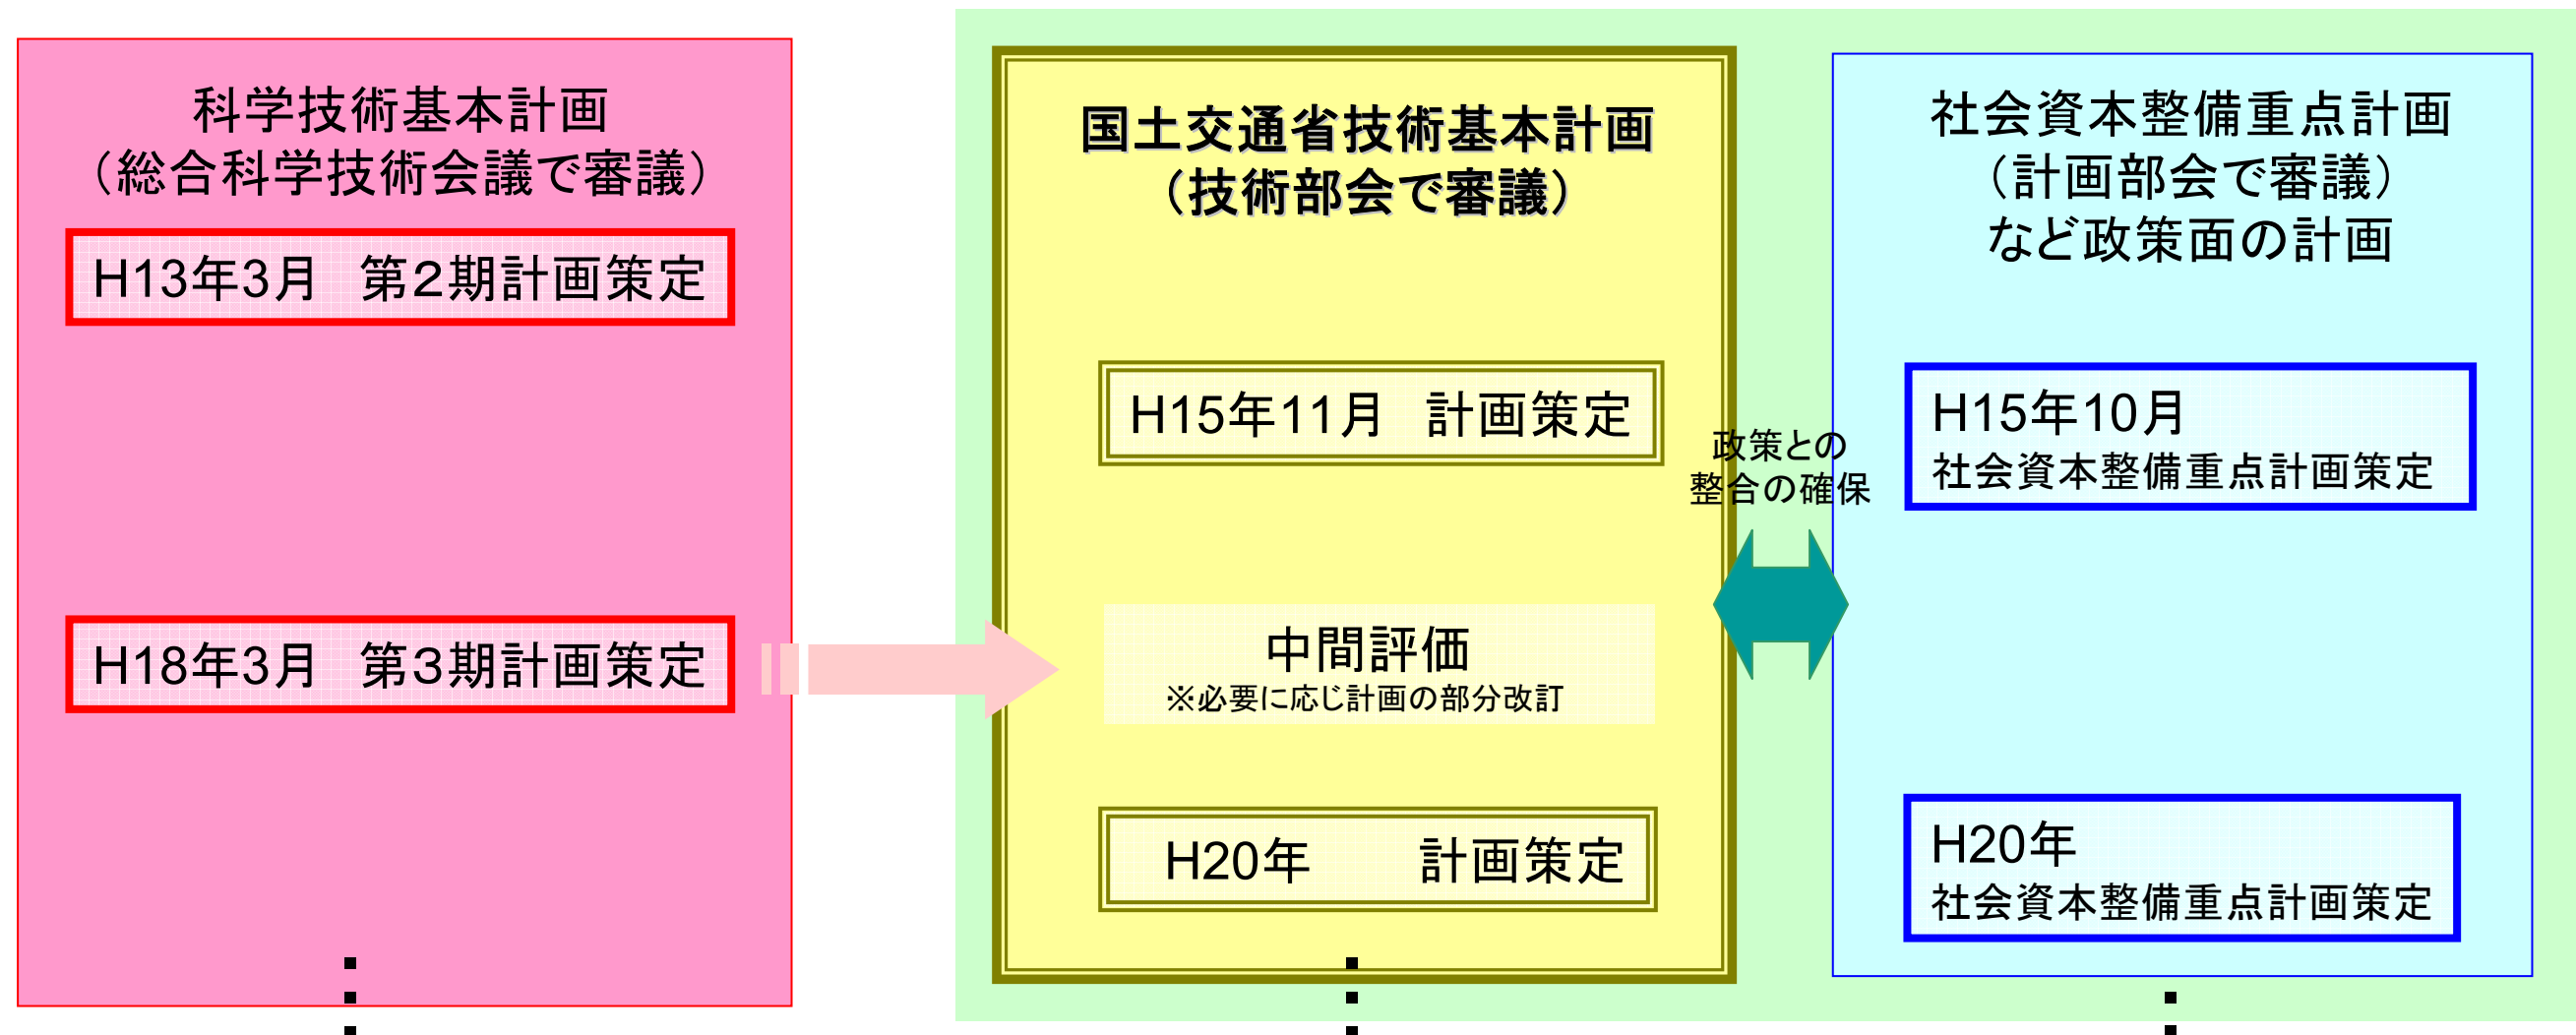 科学技術基本計画
（総合科学技術会議で審議）
H13年3月　第２期計画策定
H18年3月　第３期計画策定
国土交通省技術基本計画
（技術部会で審議）
H15年11月　計画策定
中間評価
※必要に応じ計画の部分改訂
H20年　　計画策定
政策との
整合の確保
社会資本整備重点計画
（計画部会で審議）
など政策面の計画
H15年10月
社会資本整備重点計画策定
H20年
社会資本整備重点計画策定